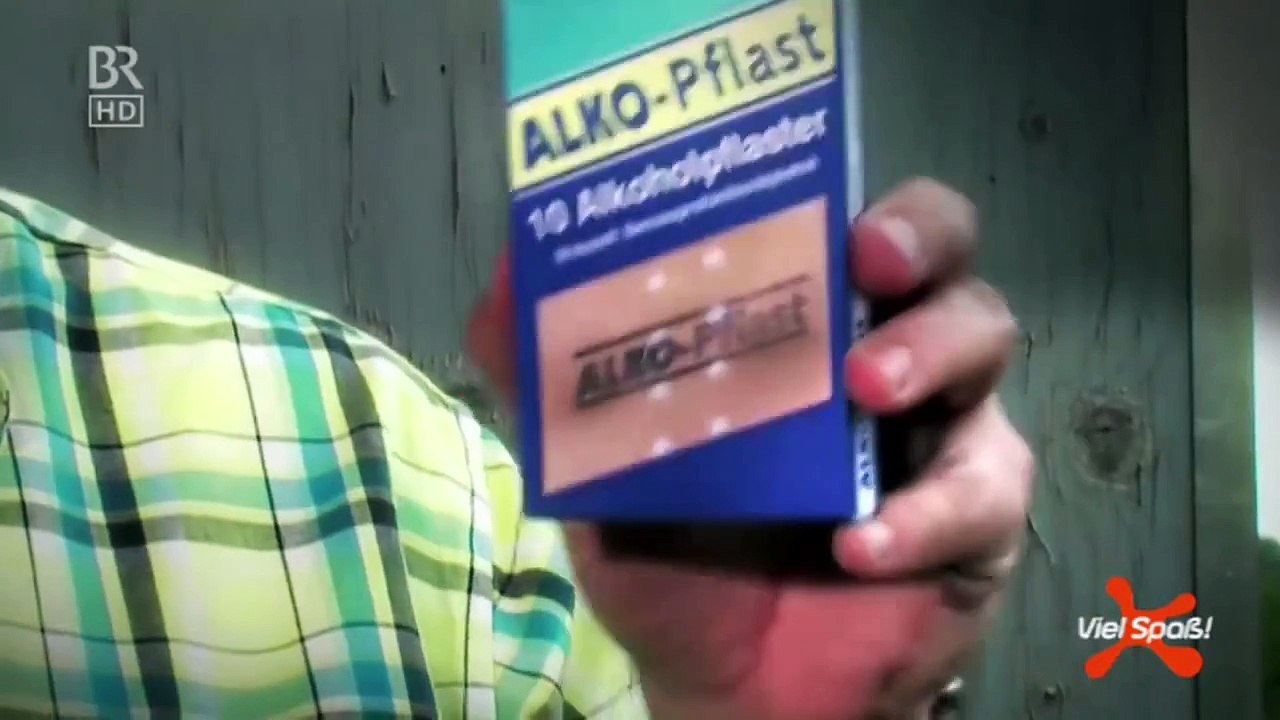 BR
HD
ALKO-Pflast
10 Alkoholpflaster
ALKO-Pflast
Viel Spaß!